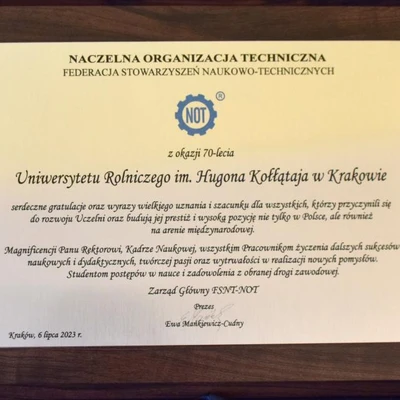 NACZELNA ORGANIZACJA TECHNICZNA
FEDERACJA STOWARZYSZEŃ NAUKOWO-TECHNICZNYCH
NOT ®
z okazji 70-lecia
Uniwersytetu Rolniczego im. Hugona Kołłątaja w Krakowie
serdeczne gratulacje oraz wyrazy wielkiego uznania i szacunku dla wszystkich, którzy przyczynili się
do rozwoju Uczelni oraz budują jej prestiż i wysoką pozycję nie tylko w Polsce, ale również
na arenie międzynarodowej.
Magnificencji Panu Rektorowi, Kadrze Naukowej, wszystkim Pracownikom życzenia dalszych sukcesów
naukowych i dydaktycznych, twórczej pasji oraz wytrwałości w realizacji nowych pomysłów.
Studentom postępów w nauce i zadowolenia z obranej drogi zawodowej.
Zarząd Główny FSNT-NOT
Prezes
Ewa Mańkiewicz-Cudny
Kraków, 6 lipca 2023 r.